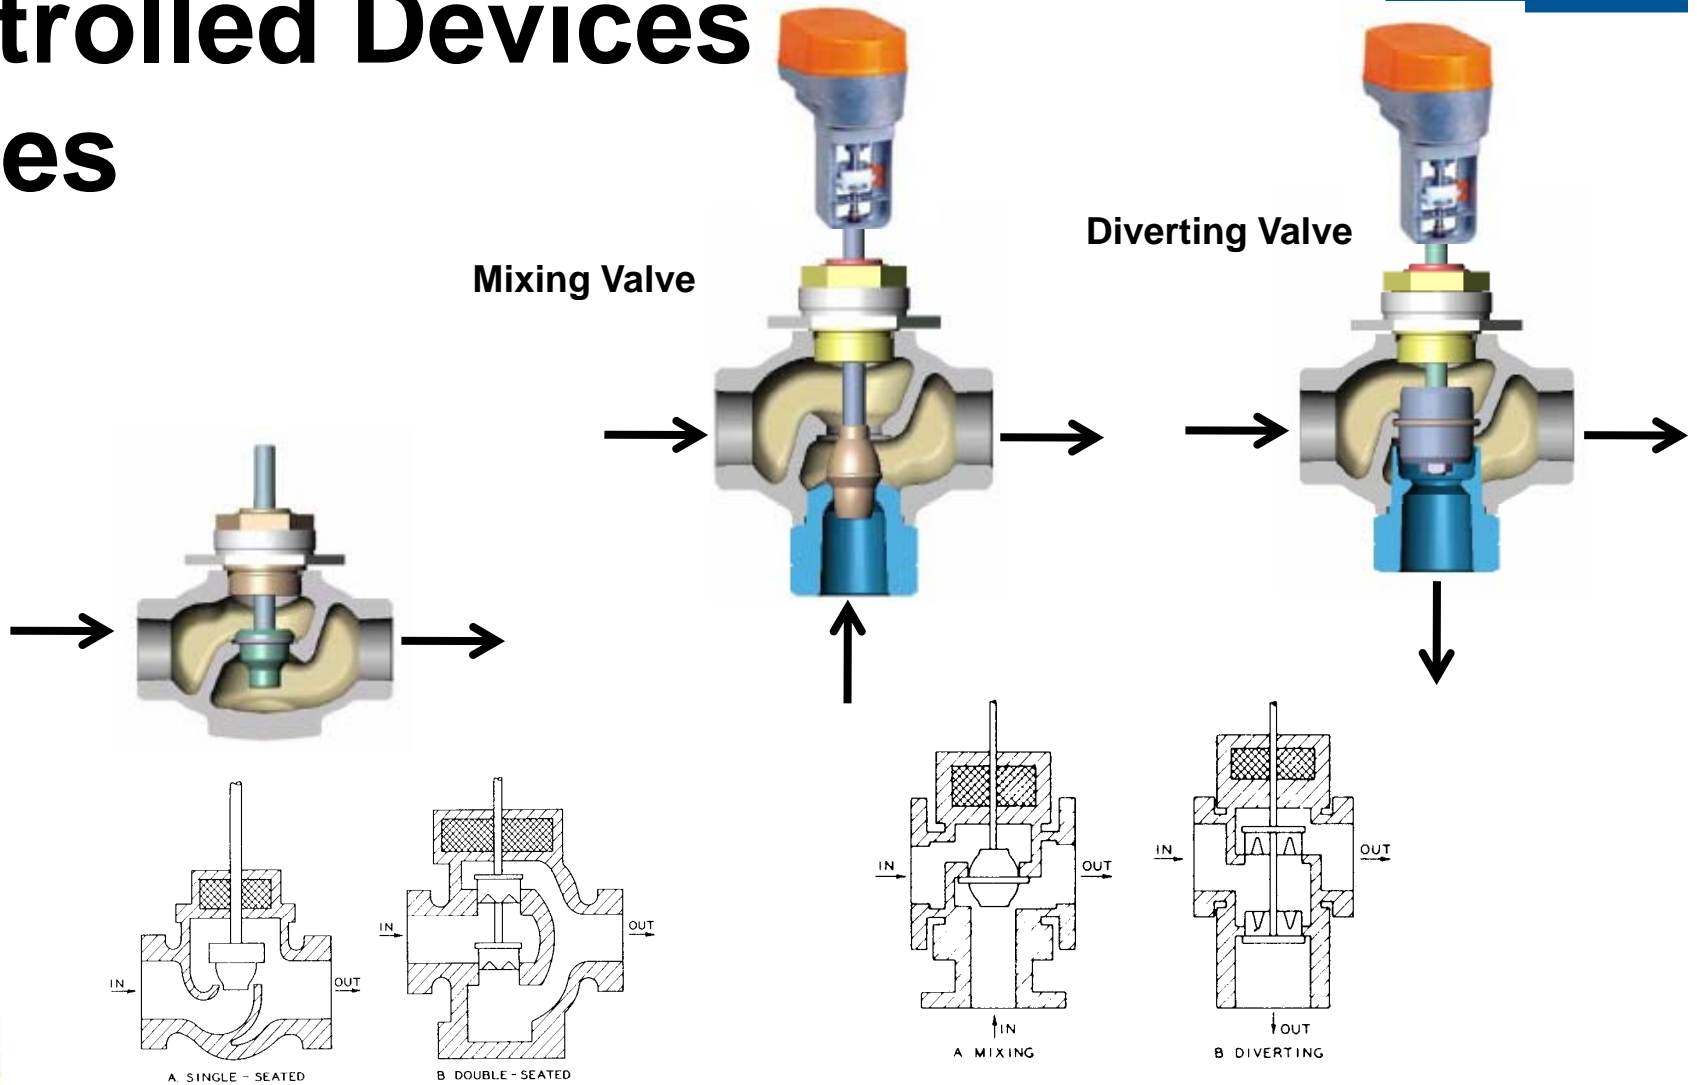 trolled Devices
es
Diverting Valve
Mixing Valve
IN
OUT
A. SINGLE - SEATED
IN
OUT
B. DOUBLE - SEATED
IN
OUT
IN
A MIXING
IN
OUT
OUT
B DIVERTING